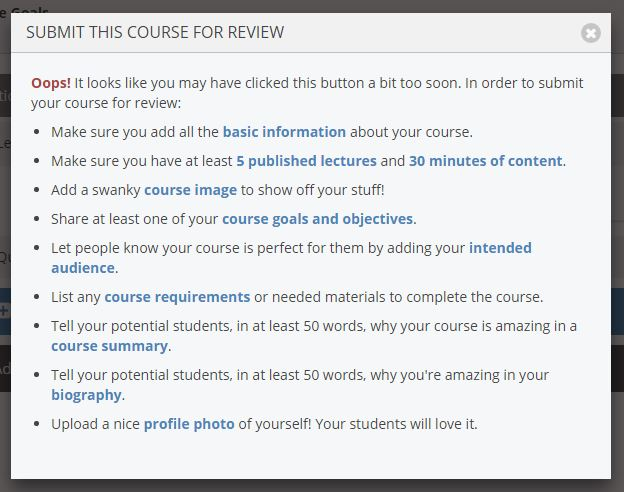 e Goals
SUBMIT THIS COURSE FOR REVIEW
Oops! It looks like you may have clicked this button a bit too soon. In order to submit
your course for review:
• Make sure you add all the basic information about your course.
• Make sure you have at least 5 published lectures and 30 minutes of content.
• Add a swanky course image to show off your stuff!
• Share at least one of your course goals and objectives.
• Let people know your course is perfect for them by adding your intended
audience.
• List any course requirements or needed materials to complete the course.
• Tell your potential students, in at least 50 words, why your course is amazing in a
course summary.
• Tell your potential students, in at least 50 words, why you're amazing in your
biography.
• Upload a nice profile photo of yourself! Your students will love it.